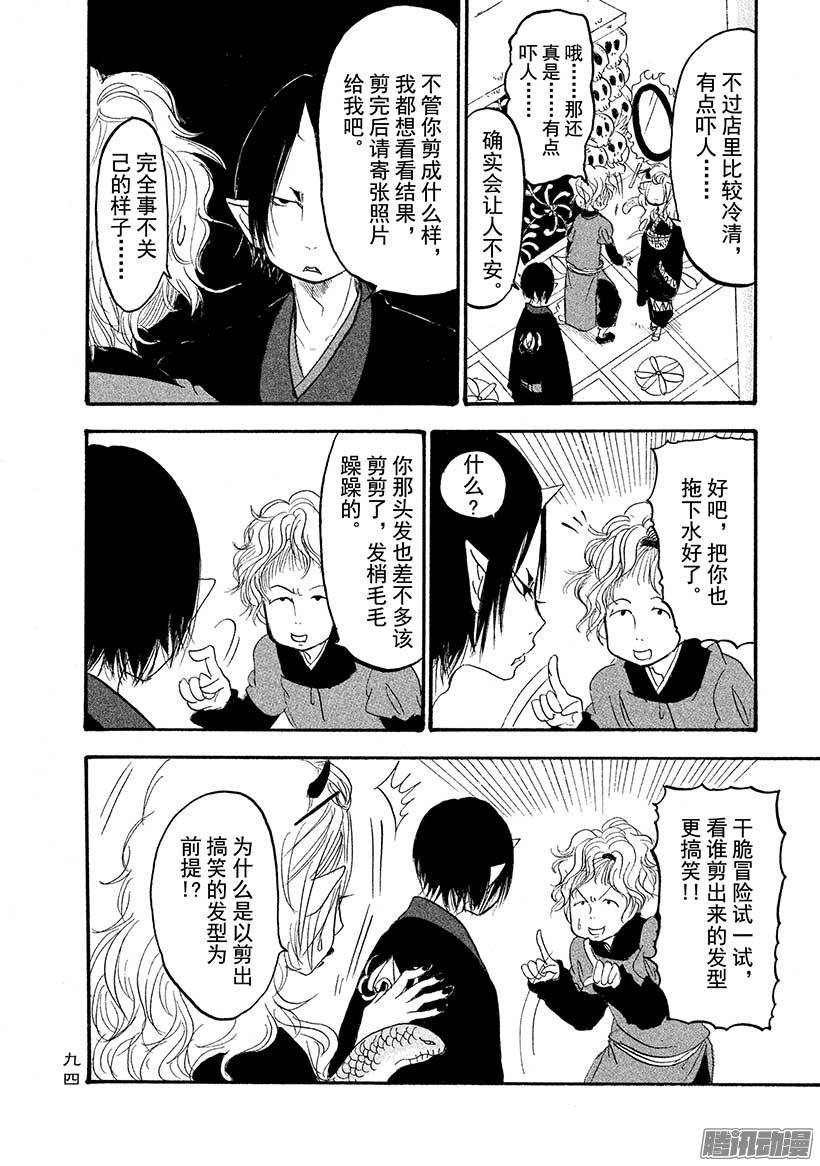 不过店里比较冷清，
有点吓人……
哦……那还
真是……有点
吓人……
确实会让人不安。
不管你剪成什么样，
我都想看看结果，
剪完后请寄张照片
给我吧。
完全事不关
己的样子……
好吧，把你也
拖下水好了。
什么？
你那头发也差不多该
剪剪了，发梢毛毛
躁躁的。
干脆冒险试一试，
看谁剪出来的发型
更搞笑!!
为什么是以剪出
搞笑的发型为
前提!?
九四
腾讯动漫